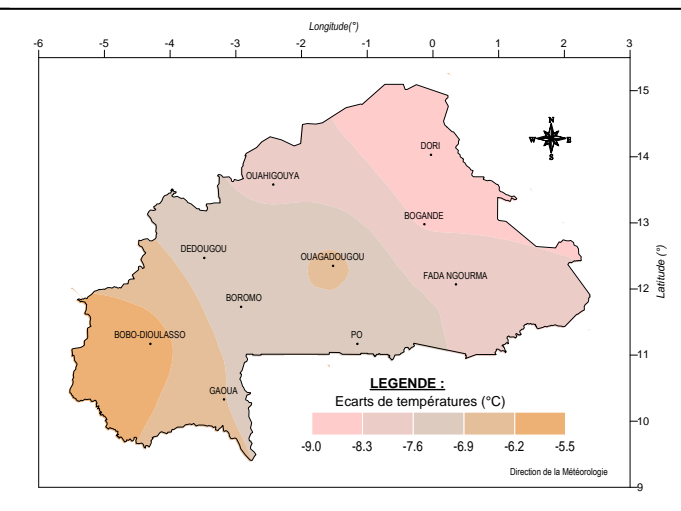 Longitude(°)
-6 -5 -4 -3 -2 -1 0 1 2 3
15
N
W E
S
DORI
14
OUAHIGOUYA
BOGANDE
13
DEDOUGOU
OUAGADOUGOU
FADA NGOURMA
Latitude (°)
12
BOROMO
BOBO-DIOULASSO
PO
11
LEGENDE :
GAOUA
Ecarts de températures (°C)
10
-9.0 -8.3 -7.6 -6.9 -6.2 -5.5
Direction de la Météorologie
9